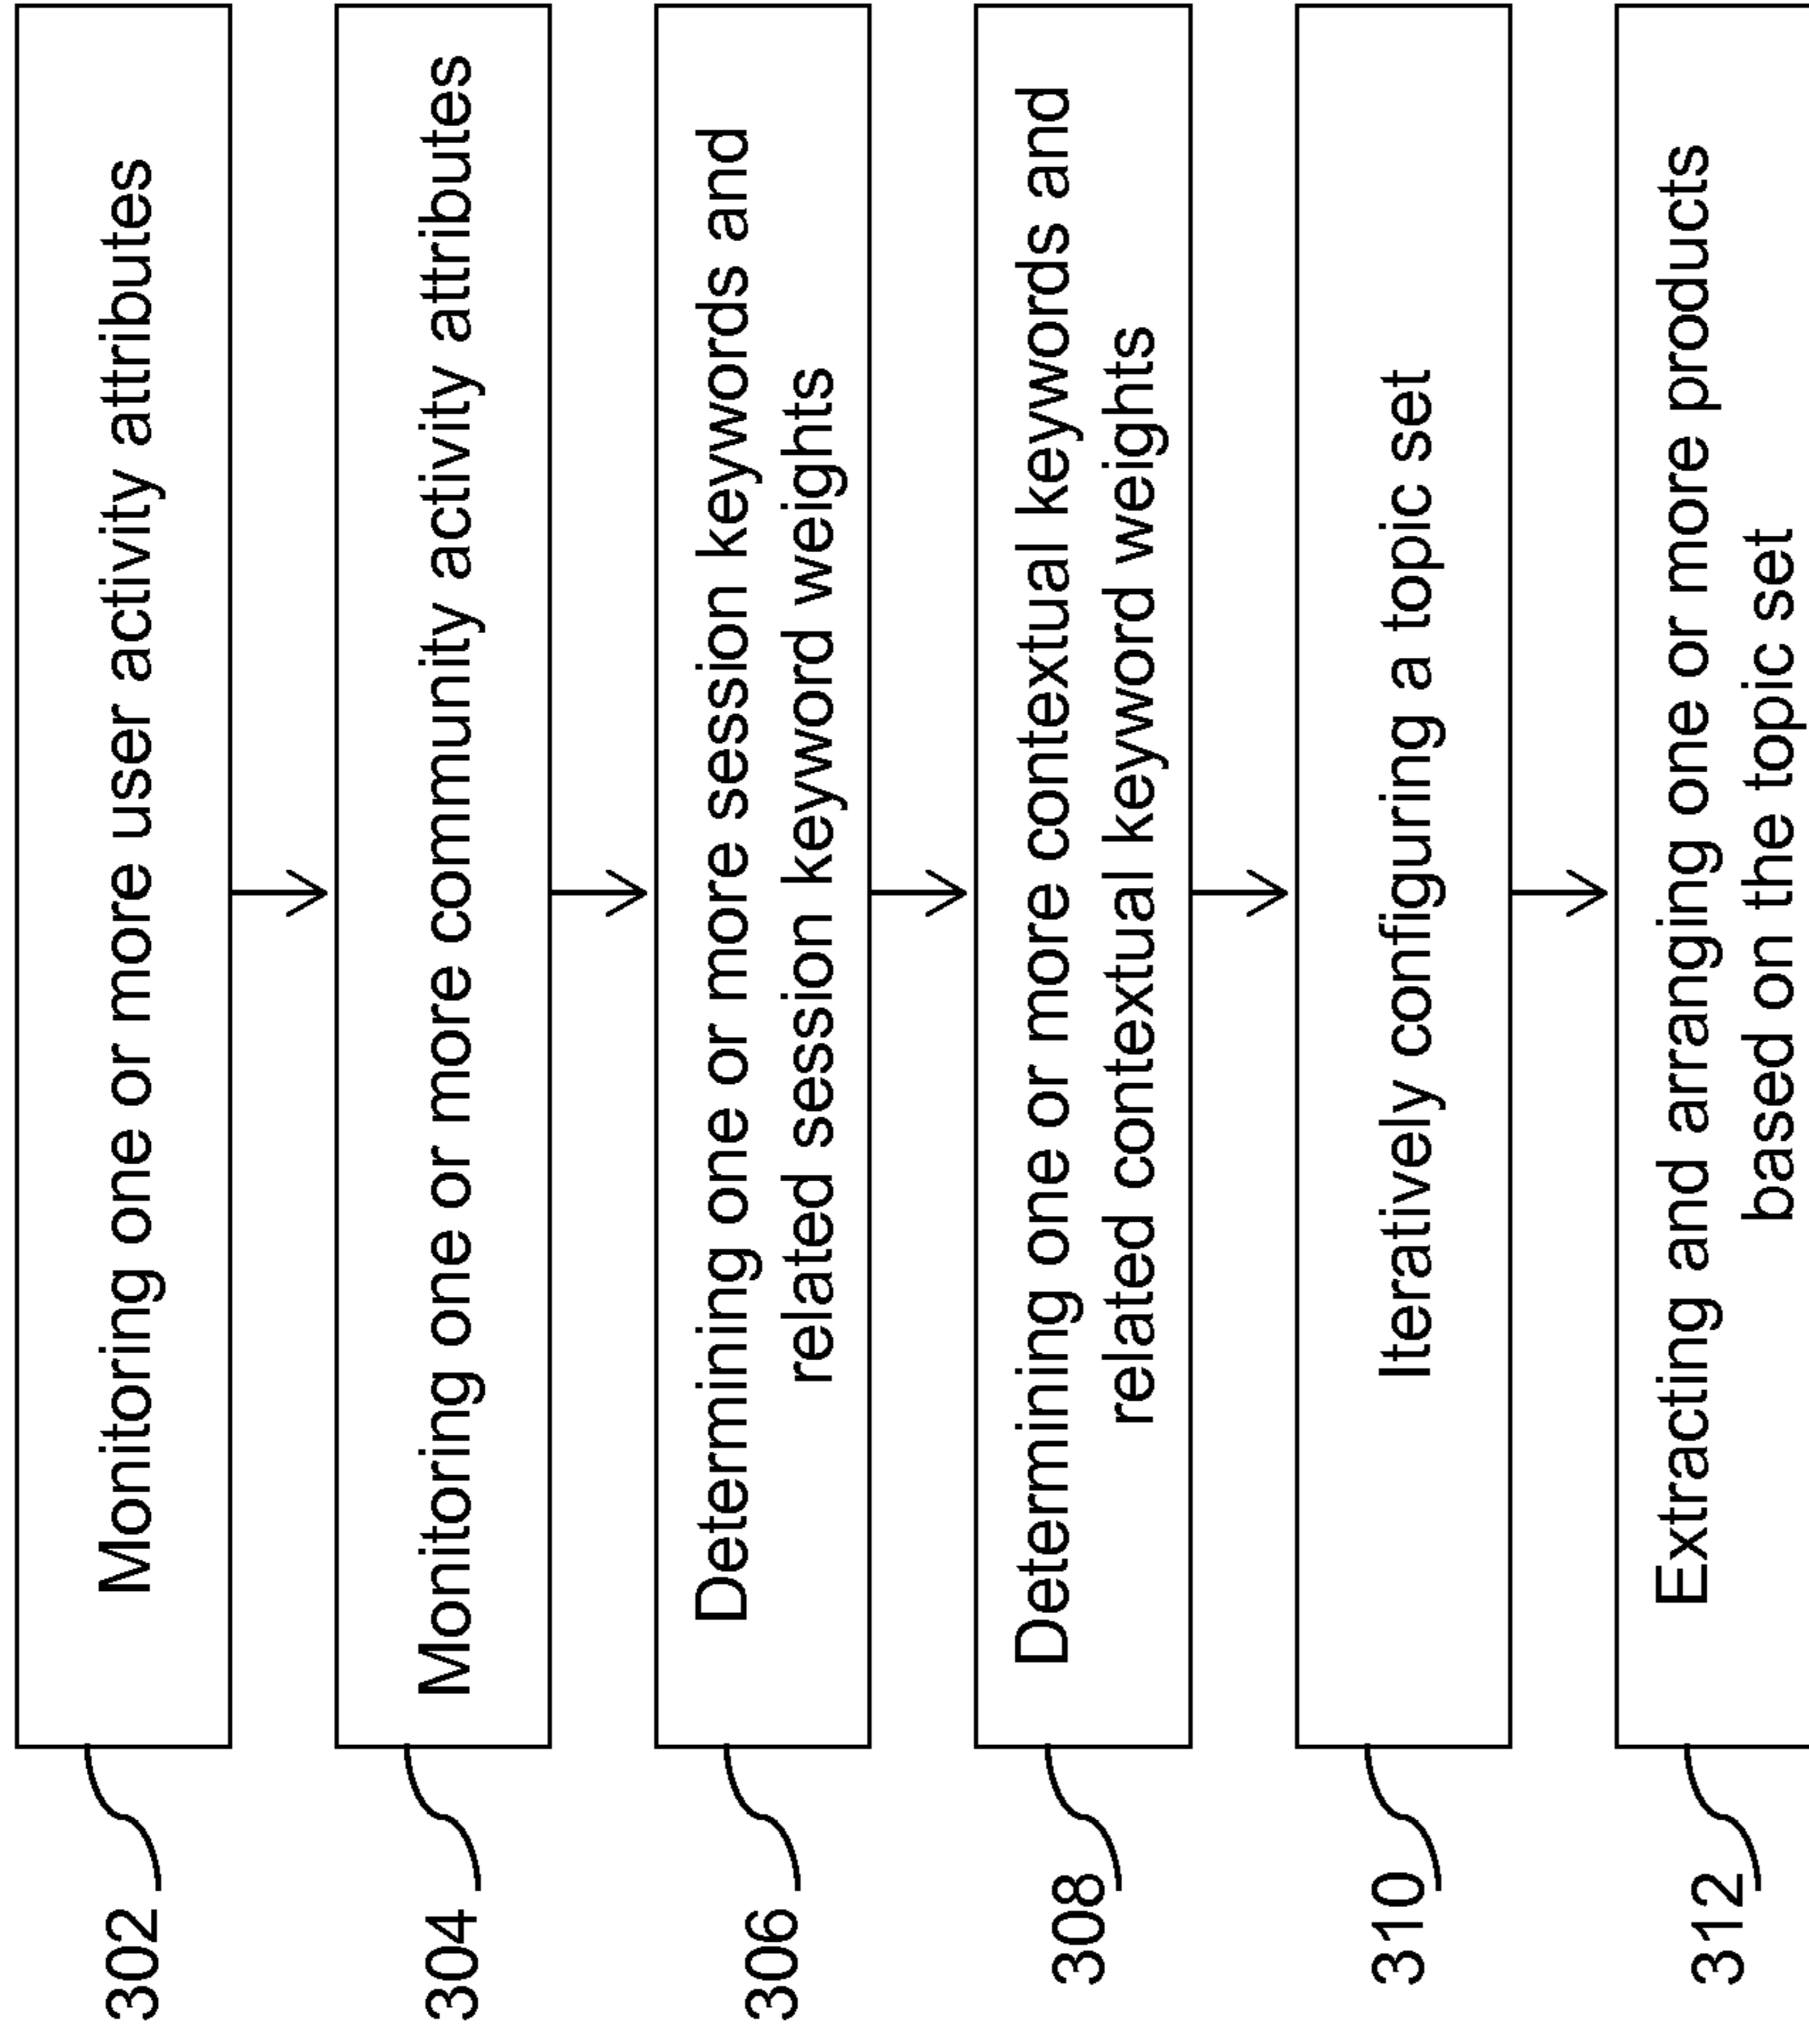 302
Monitoring one or more user activity attributes
304
Monitoring one or more community activity attributes
306
Determining one or more session keywords and
related session keyword weights
308
Determining one or more contextual keywords and
related contextual keyword weights
310
Iteratively configuring a topic set
312
Extracting and arranging one or more products
based on the topic set